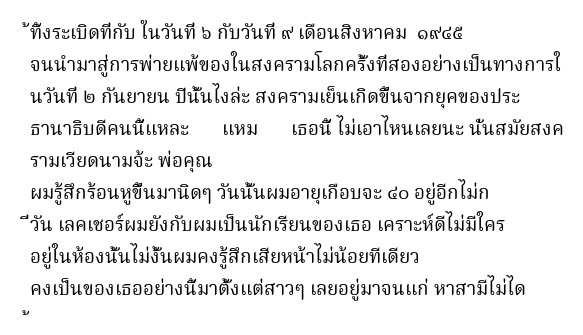 ้ทิ้งระเบิดที่กับ ในวันที่ ๖ กับวันที่ ๙ เดือนสิงหาคม ๑๙๔๕
จนนำมาสู่การพ่ายแพ้ของในสงครามโลกครั้งที่สองอย่างเป็นทางการใ
นวันที่ ๒ กันยายน ปีนั้นไงล่ะ สงครามเย็นเกิดขึ้นจากยุคของประ
ธานาธิบดีคนนี้แหละ แหม เธอนี่ ไม่เอาไหนเลยนะ นั่นสมัยสงค
รามเวียดนามจ้ะ พ่อคุณ
ผมรู้สึกร้อนหูขึ้นมานิดๆ วันนั้นผมอายุเกือบจะ ๔๐ อยู่อีกไม่ก
ี่วัน เลคเชอร์ผมยังกับผมเป็นนักเรียนของเธอ เคราะห์ดีไม่มีใคร
อยู่ในห้องนั้นไม่งั้นผมคงรู้สึกเสียหน้าไม่น้อยทีเดียว
คงเป็นของเธออย่างนี้มาตั้งแต่สาวๆ เลยอยู่มาจนแก่ หาสามีไม่ได
้